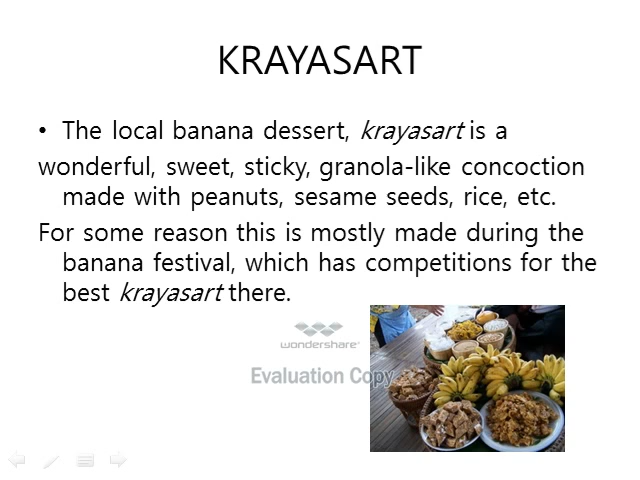 KRAYASART
• The local banana dessert, krayasart is a
wonderful, sweet, sticky, granola-like concoction
made with peanuts, sesame seeds, rice, etc.
For some reason this is mostly made during the
banana festival, which has competitions for the
best krayasart there.
wondershare
Evaluation Copy